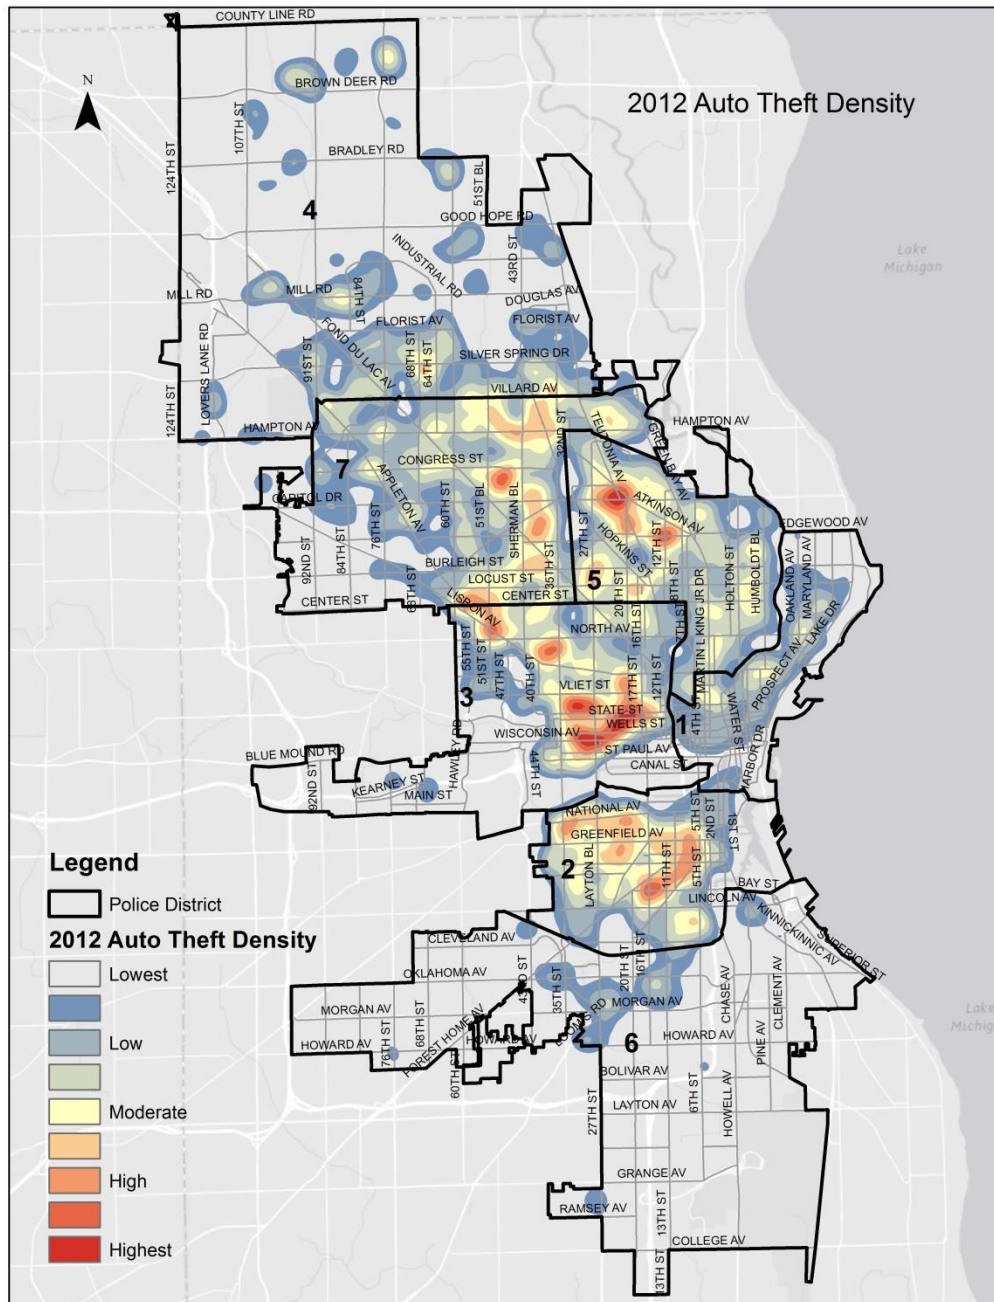 COUNTY LINE RD
4
N
2012 Auto Theft Density
BROWN DEER RD
107TH ST
124TH ST
BRADLEY RD
51ST BL
4
GOOD HOPE RD
Lake
Michigan
INDUSTRIAL RD
43RD ST
MILL RD
MILL RD
84TH ST
DOUGLAS AV
FLORIST AV
FLORIST AV
FOND DU LAC AV
LOVERS LANE RD
91ST ST
68TH ST
64TH ST
SILVER SPRING DR
124TH ST
VILLARD AV
HAMPTON AV
32ND ST
TEUTONIA AV
GREEN BAY AV
HAMPTON AV
7
CONGRESS ST
CAPITOL DR
APPLETON AV
60TH ST
51ST BL
SHERMAN BL
ATKINSON AV
76TH ST
27TH ST
HOPKINS ST
12TH ST
EDGEWOOD AV
92ND ST
84TH ST
BURLEIGH ST
35TH ST
HOLTON ST
HUMBOLDT BL
OAKLAND AV
MARYLAND AV
LOCUST ST
5
20TH ST
8TH ST
CENTER ST
68TH ST
LISBON AV
CENTER ST
LAKE DR
NORTH AV
16TH ST
7TH ST
MARTIN L KING JR DR
55TH ST
51ST ST
47TH ST
40TH ST
VLIET ST
17TH ST
12TH ST
PROSPECT AV
3
STATE ST
WELLS ST
1
4TH ST
WATER ST
WISCONSIN AV
ST PAUL AV
HAWLEY RD
BLUE MOUND RD
44TH ST
CANAL ST
HARBOR DR
92ND ST
KEARNEY ST
MAIN ST
NATIONAL AV
5TH ST
2ND ST
1ST ST
GREENFIELD AV
Legend
2
LAYTON BL
11TH ST
5TH ST
BAY ST
Police District
LINCOLN AV
KINNICKINNIC AV
SUPERIOR ST
2012 Auto Theft Density
CLEVELAND AV
Lowest
OKLAHOMA AV
43RD ST
35TH ST
20TH ST
16TH ST
CHASE AV
CLEMENT AV
MORGAN AV
MORGAN AV
68TH ST
76TH ST
FOREST HOME AV
Lake
Michigan
Low
HOWARD AV
HOWARD AV
6
HOWARD AV
PINE AV
60TH ST
BOLIVAR AV
LAYTON AV
6TH ST
HOWELL AV
27TH ST
Moderate
GRANGE AV
High
RAMSEY AV
13TH ST
COLLEGE AV
Highest
13TH ST